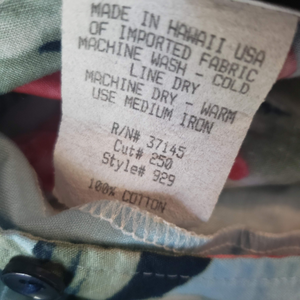 MADE IN HAWAII USA
OF IMPORTED FABRIC
MACHINE WASH - COLD
LINE DRY
MACHINE DRY - WARM
USE MEDIUM IRON
R/N# 37145
Cut# 250
Style# 929
100% COTTON